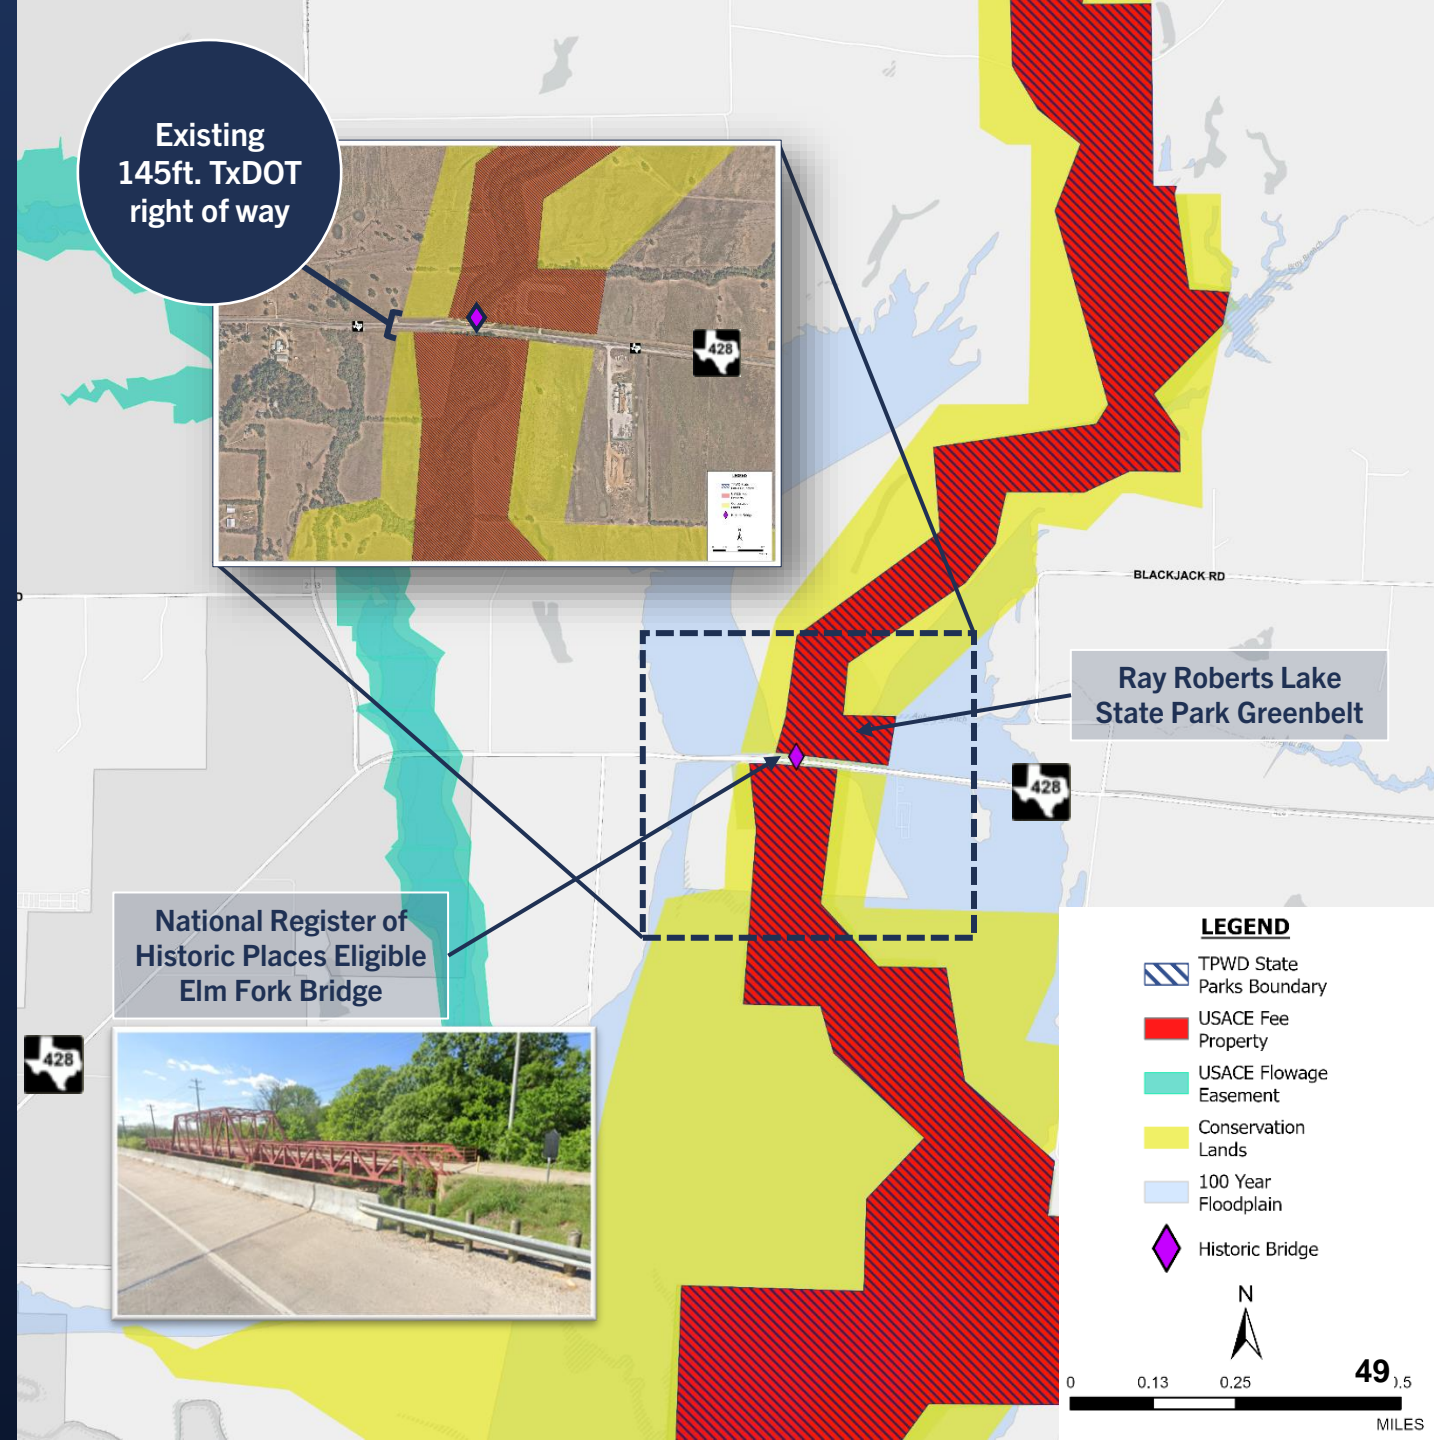 Existing
145ft. TxDOT
right of way
428
LEGEND
N
BLACKJACK RD
Ray Roberts Lake
State Park Greenbelt
428
National Register of
Historic Places Eligible
Elm Fork Bridge
428
LEGEND
TPWD State
Parks Boundary
USACE Fee
Property
USACE Flowage
Easement
Conservation
Lands
100 Year
Floodplain
Historic Bridge
N
49
0 0.13 0.25
MILES